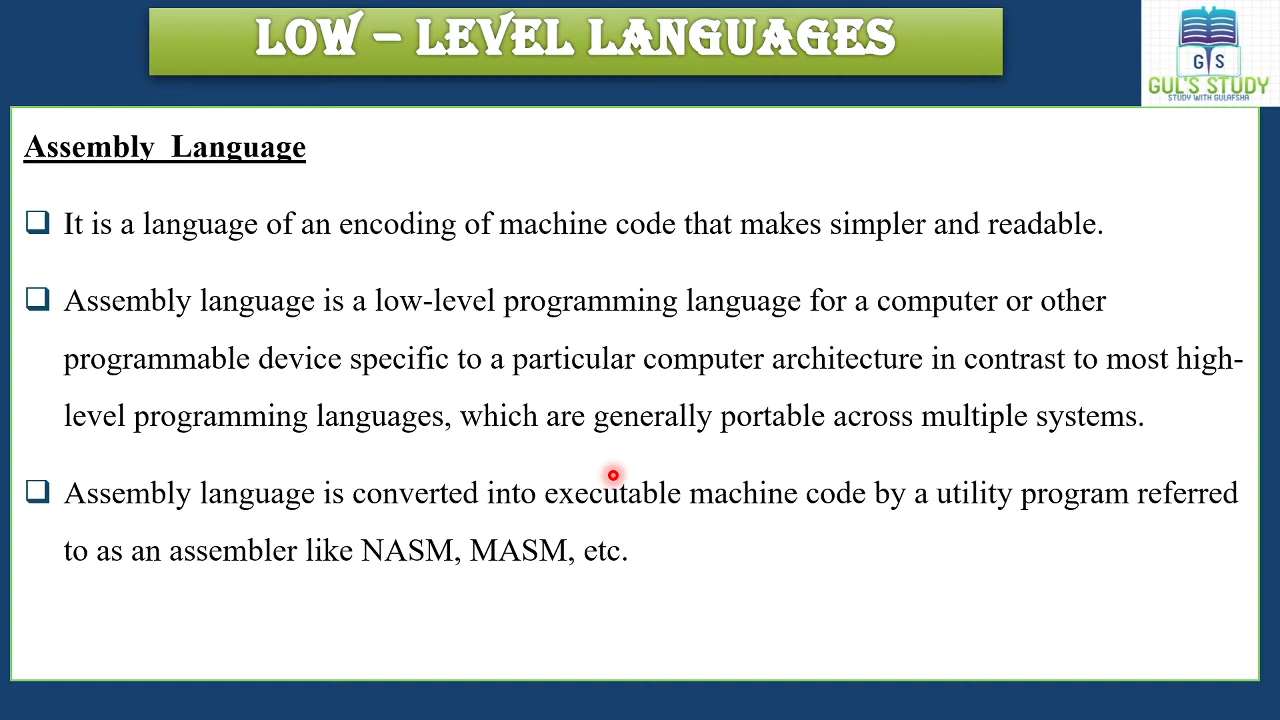 LOW – LEVEL LANGUAGES
G S
GUL'S STUDY
STUDY WITH GULAFSHA
Assembly Language
It is a language of an encoding of machine code that makes simpler and readable.
Assembly language is a low-level programming language for a computer or other
programmable device specific to a particular computer architecture in contrast to most high-
level programming languages, which are generally portable across multiple systems.
Assembly language is converted into executable machine code by a utility program referred
to as an assembler like NASM, MASM, etc.